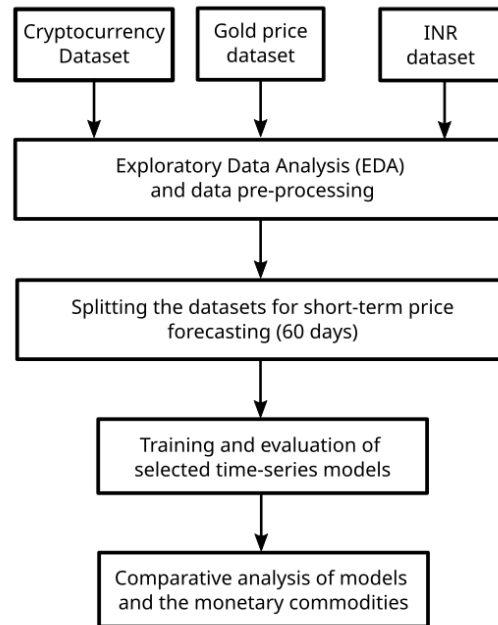 Cryptocurrency
Dataset
Gold price
dataset
INR
dataset
Exploratory Data Analysis (EDA)
and data pre-processing
Splitting the datasets for short-term price
forecasting (60 days)
Training and evaluation of
selected time-series models
Comparative analysis of models
and the monetary commodities